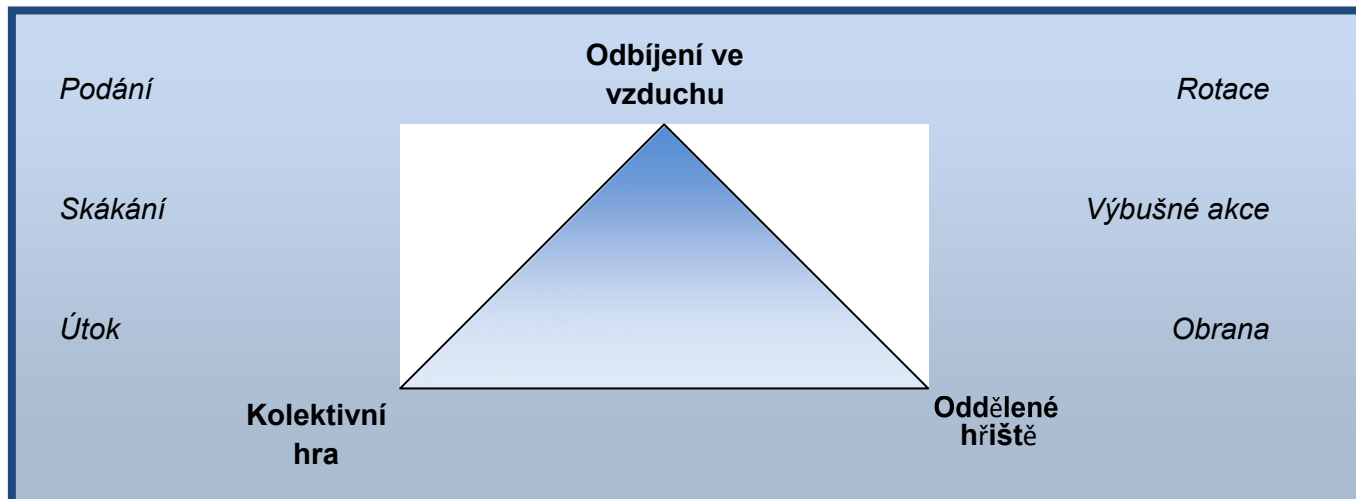 Odbíjení ve
vzduchu
Podání
Rotace
Skákání
Výbušné akce
Útok
Obrana
Kolektivní
hra
Oddělené
hřiště